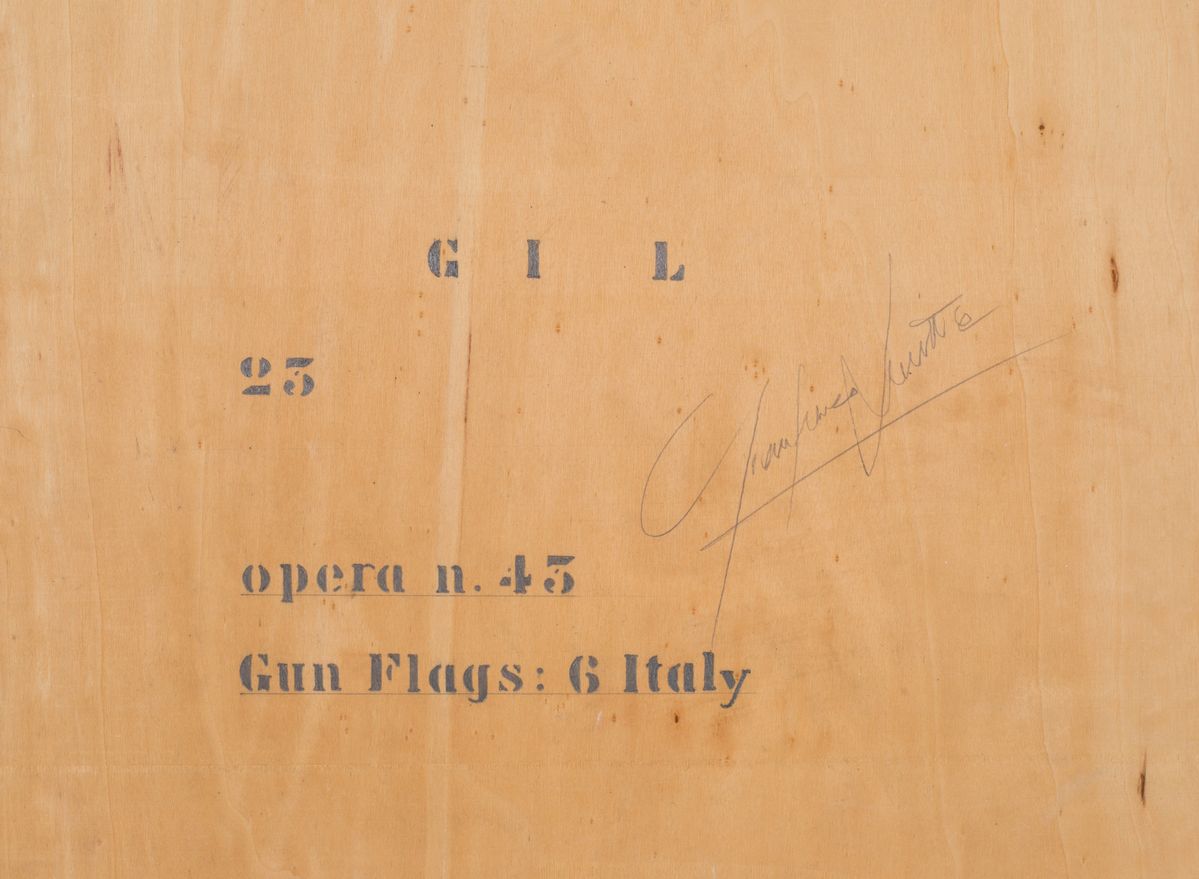 G I L
23
opera n. 43
Gun Flags: 6 Italy